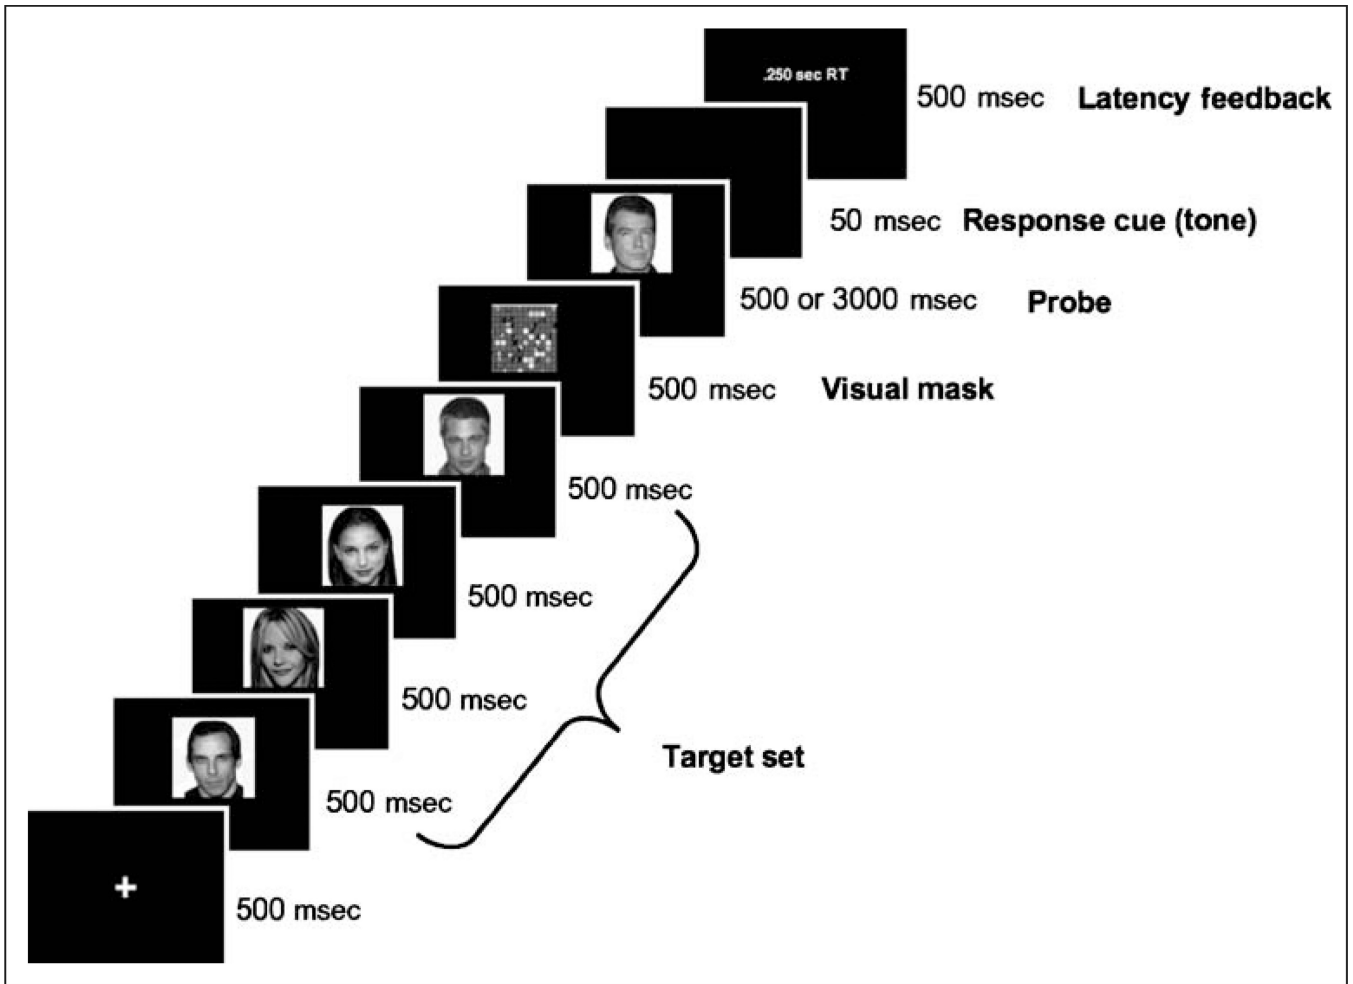 .250 sec RT
500 msec Latency feedback
50 msec Response cue (tone)
500 or 3000 msec Probe
500 msec Visual mask
500 msec
500 msec
500 msec
Target set
500 msec
500 msec